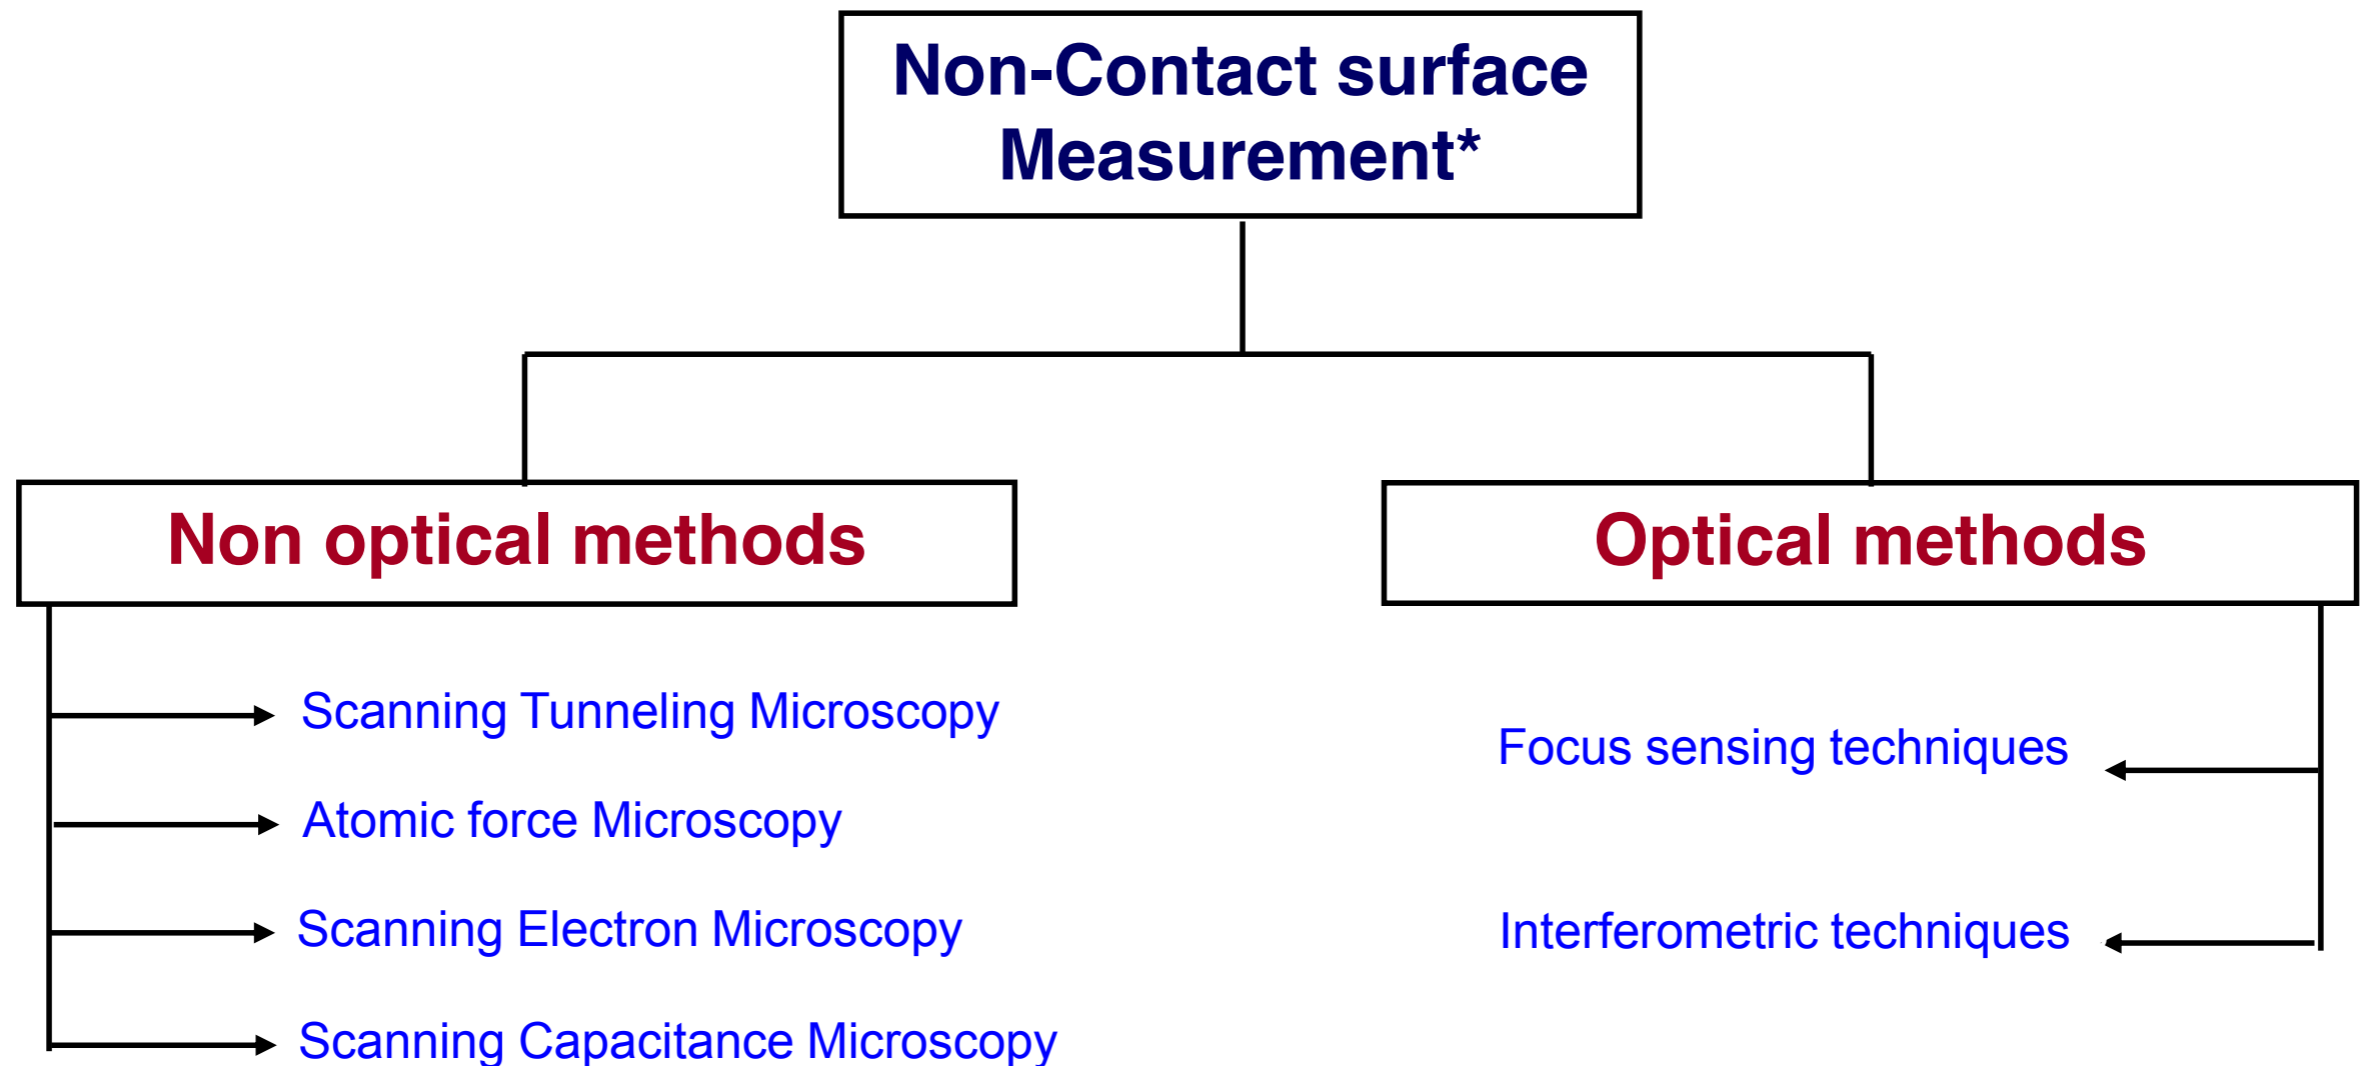 Non-Contact surface
Measurement*
Non optical methods
Scanning Tunneling Microscopy
Atomic force Microscopy
Scanning Electron Microscopy
Scanning Capacitance Microscopy
Optical methods
Focus sensing techniques
Interferometric techniques